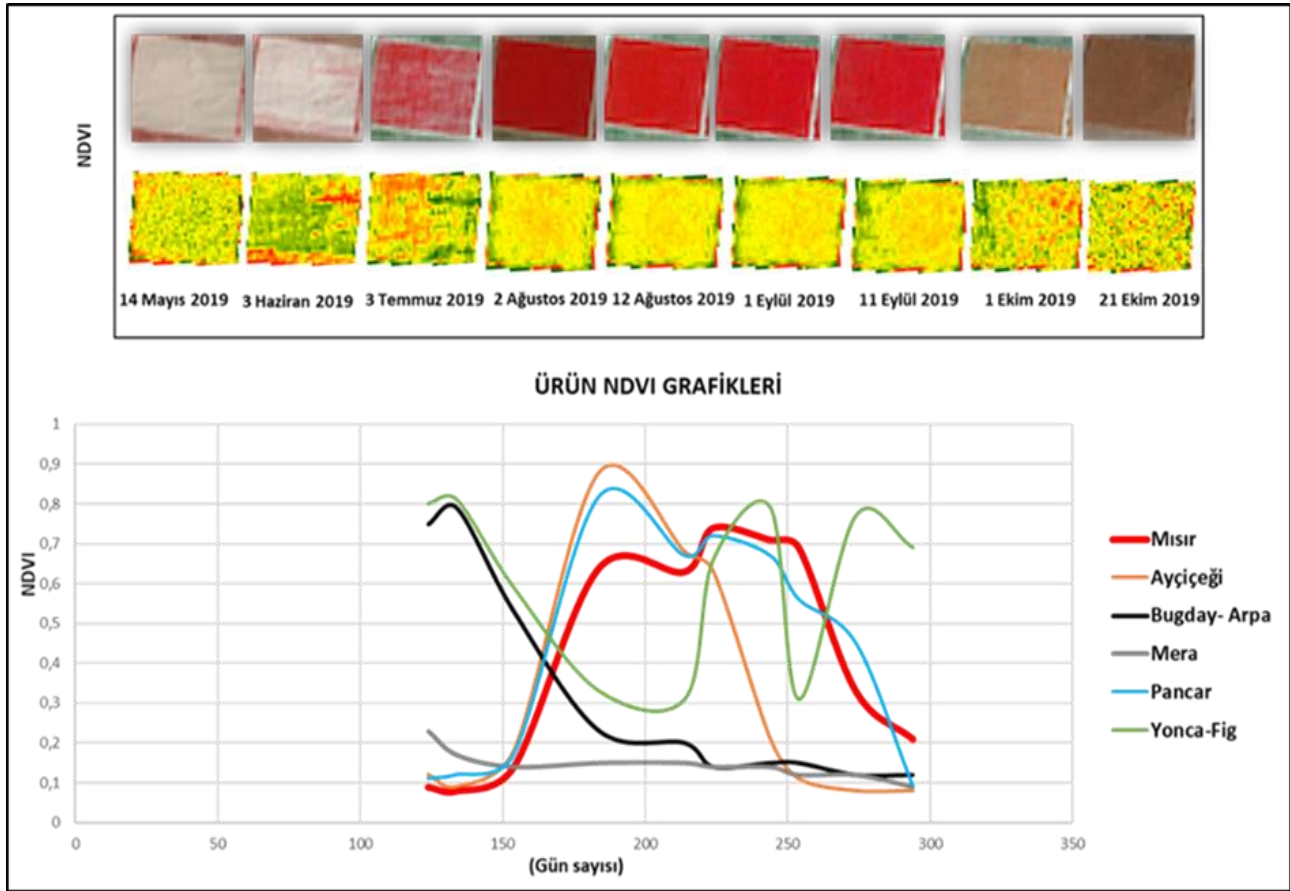 NDVI
14 Mayıs 2019 3 Haziran 2019 3 Temmuz 2019 2 Ağustos 2019 12 Ağustos 2019 1 Eylül 2019 11 Eylül 2019 1 Ekim 2019 21 Ekim 2019
ÜRÜN NDVI GRAFİKLERİ
1
0,9
0,8
0,7
0,6
0,5
0,4
0,3
0,2
0,1
0
NDVI
0 50 100 150 200 250 300 350
(Gün sayısı)
Mısır
Ayçiçeği
Bugday- Arpa
Mera
Pancar
Yonca-Fig